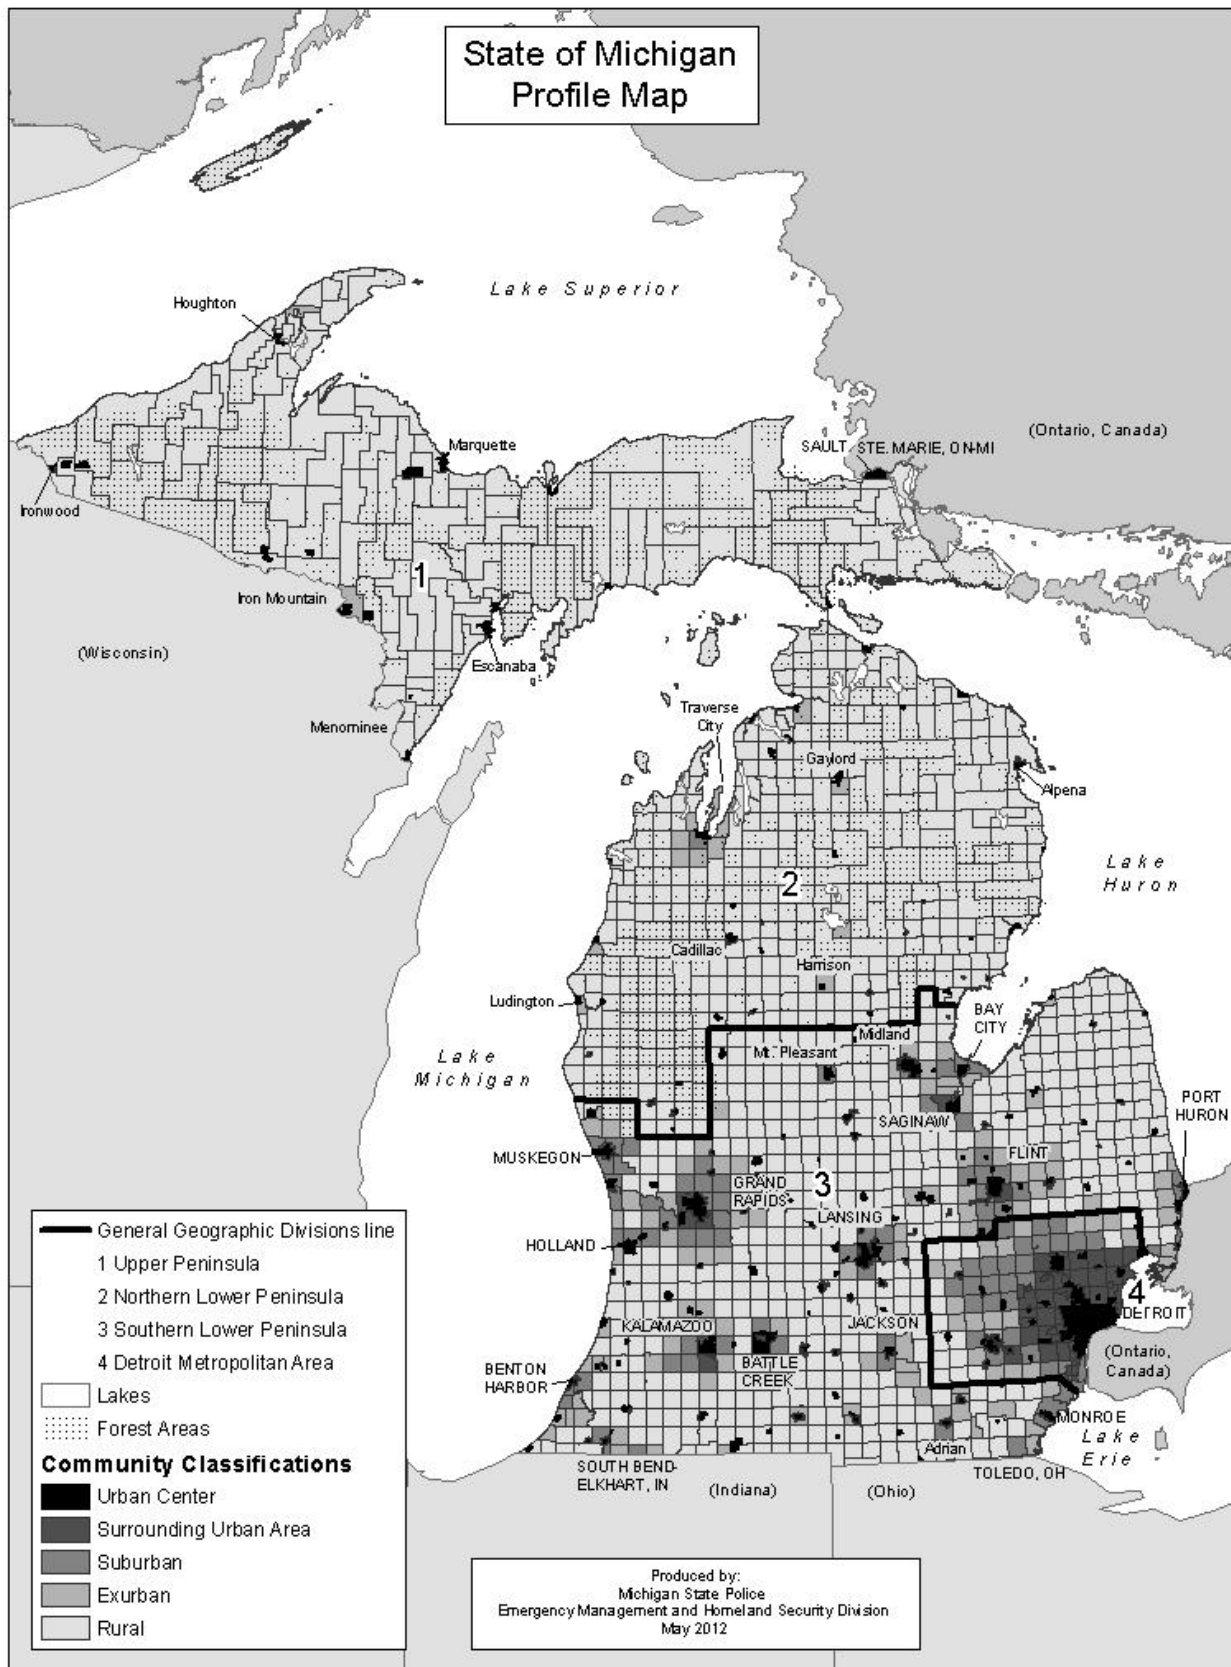 State of Michigan
Profile Map
Lake Superior
Houghton
(Ontario, Canada)
Marquette
SAULT STE. MARIE, ON-MI
Ironwood
1
Iron Mountain
(Wisconsin)
Escanaba
Menominee
Traverse
City
Gaylord
Alpena
Lake
Huron
2
Cadillac
Harrison
Ludington
BAY
CITY
Midland
Mt. Pleasant
Lake
Michigan
PORT
HURON
SAGINAW
MUSKEGON
FLINT
GRAND
RAPIDS
3
LANSING
HOLLAND
4
DETROIT
KALAMAZOO
JACKSON
(Ontario,
Canada)
BENTON
HARBOR
BATTLE
CREEK
MONROE
Lake
Erie
Adrian
SOUTH BEND-
ELKHART, IN
(Indiana)
(Ohio)
TOLEDO, OH
General Geographic Divisions line
1 Upper Peninsula
2 Northern Lower Peninsula
3 Southern Lower Peninsula
4 Detroit Metropolitan Area
Lakes
Forest Areas
Community Classifications
Urban Center
Surrounding Urban Area
Suburban
Exurban
Rural
Produced by:
Michigan State Police
Emergency Management and Homeland Security Division
May 2012